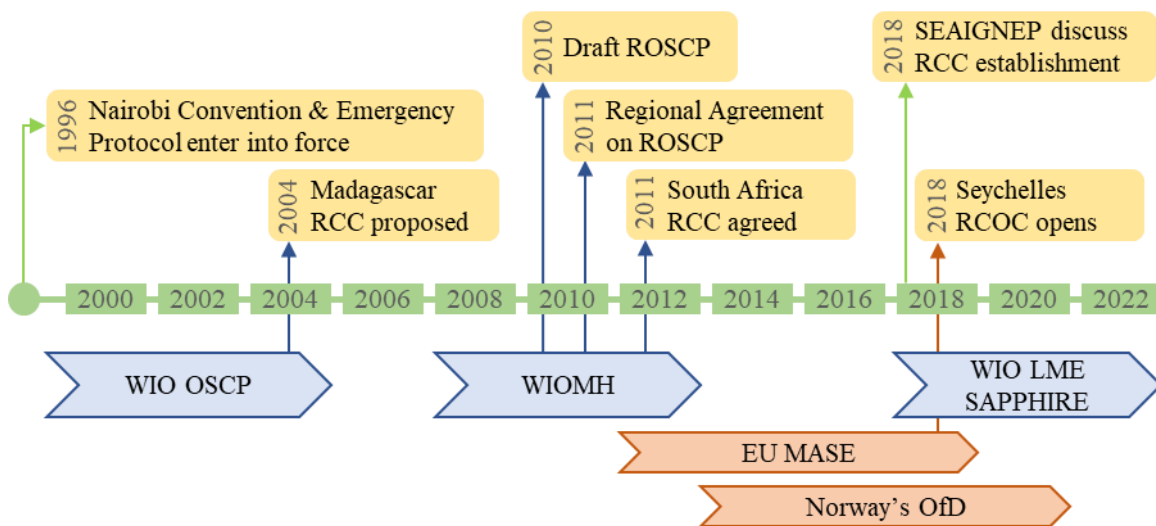 1996
Nairobi Convention & Emergency
Protocol enter into force
2004
Madagascar
RCC proposed
2010
Draft ROSCP
2011
Regional Agreement
on ROSCP
2011
South Africa
RCC agreed
2018
SEAIGNEP discuss
RCC establishment
2018
Seychelles
RCOC opens
2000 2002 2004 2006 2008 2010 2012 2014 2016 2018 2020 2022
WIO OSCP
WIOMH
WIO LME
SAPPHIRE
EU MASE
Norway's OfD